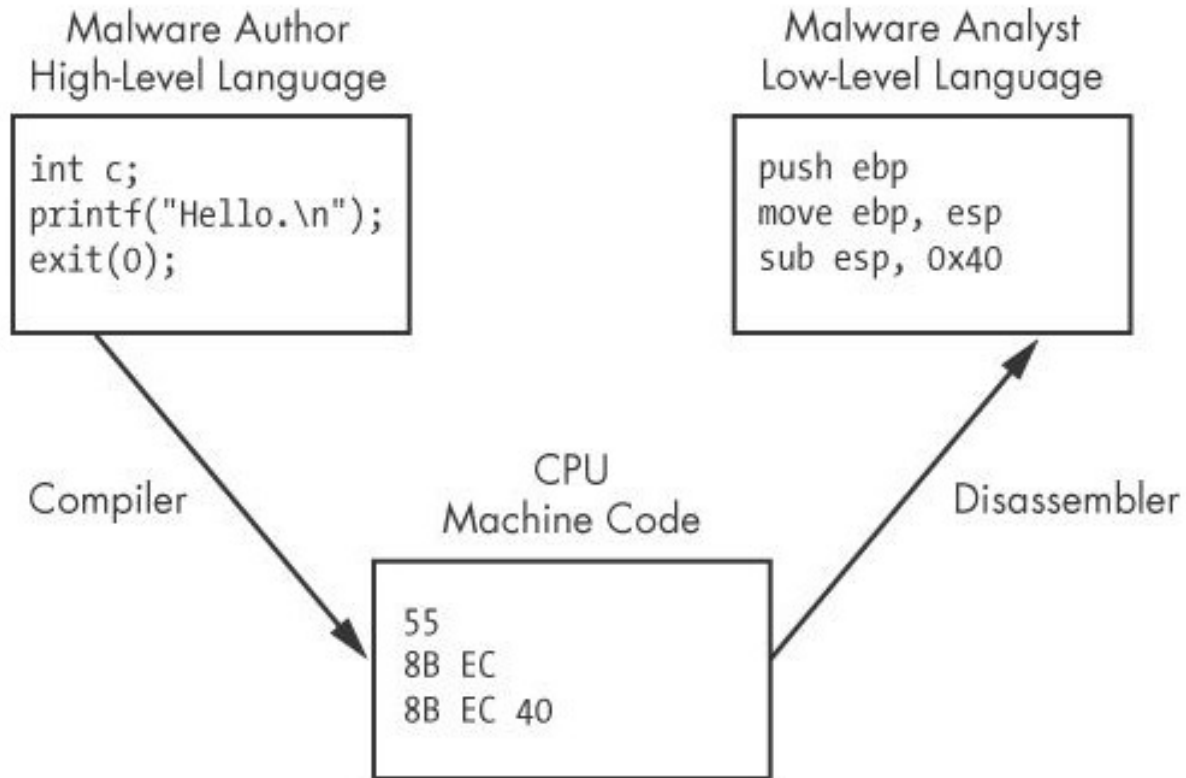 Malware Author
High-Level Language
int c;
printf("Hello.\n");
exit(0);
Malware Analyst
Low-Level Language
push ebp
move ebp, esp
sub esp, 0x40
Compiler
CPU
Machine Code
Disassembler
55
8B EC
8B EC 40